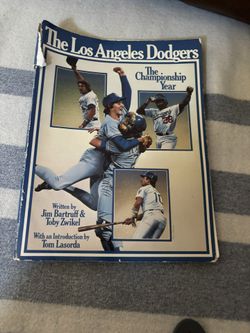 The Los Angeles Dodgers
The
Championship
Year
Written by
Jim Bartruff &
Toby Zwikel
With an Introduction by
Tom Lasorda